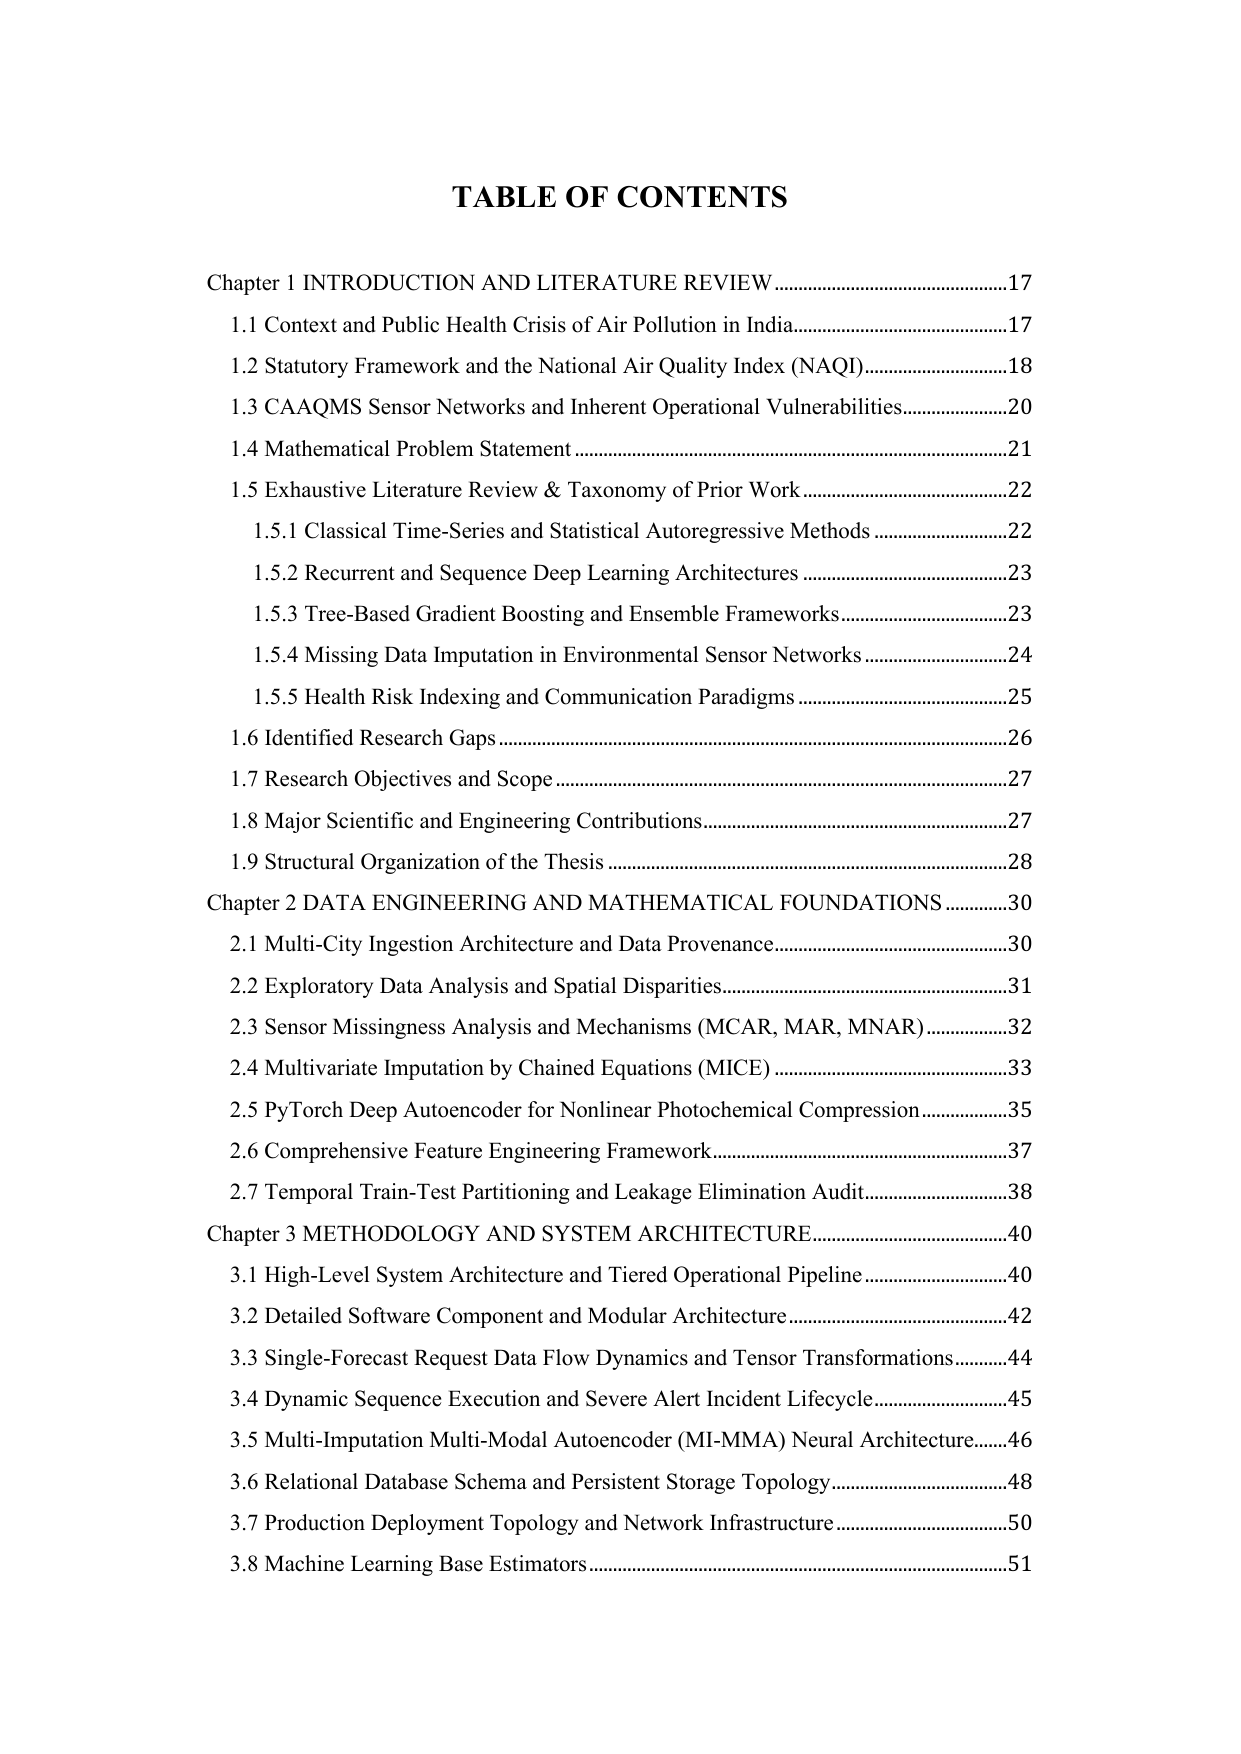 TABLE OF CONTENTS
Chapter 1 INTRODUCTION AND LITERATURE REVIEW.................................................17
1.1 Context and Public Health Crisis of Air Pollution in India.............................................17
1.2 Statutory Framework and the National Air Quality Index (NAQI)..............................18
1.3 CAAQMS Sensor Networks and Inherent Operational Vulnerabilities......................20
1.4 Mathematical Problem Statement...........................................................................................21
1.5 Exhaustive Literature Review & Taxonomy of Prior Work...........................................22
1.5.1 Classical Time-Series and Statistical Autoregressive Methods............................22
1.5.2 Recurrent and Sequence Deep Learning Architectures...........................................23
1.5.3 Tree-Based Gradient Boosting and Ensemble Frameworks...................................23
1.5.4 Missing Data Imputation in Environmental Sensor Networks..............................24
1.5.5 Health Risk Indexing and Communication Paradigms............................................25
1.6 Identified Research Gaps...........................................................................................................26
1.7 Research Objectives and Scope...............................................................................................27
1.8 Major Scientific and Engineering Contributions................................................................27
1.9 Structural Organization of the Thesis....................................................................................28
Chapter 2 DATA ENGINEERING AND MATHEMATICAL FOUNDATIONS.............30
2.1 Multi-City Ingestion Architecture and Data Provenance.................................................30
2.2 Exploratory Data Analysis and Spatial Disparities............................................................31
2.3 Sensor Missingness Analysis and Mechanisms (MCAR, MAR, MNAR).................32
2.4 Multivariate Imputation by Chained Equations (MICE).................................................33
2.5 PyTorch Deep Autoencoder for Nonlinear Photochemical Compression..................35
2.6 Comprehensive Feature Engineering Framework..............................................................37
2.7 Temporal Train-Test Partitioning and Leakage Elimination Audit..............................38
Chapter 3 METHODOLOGY AND SYSTEM ARCHITECTURE.........................................40
3.1 High-Level System Architecture and Tiered Operational Pipeline..............................40
3.2 Detailed Software Component and Modular Architecture..............................................42
3.3 Single-Forecast Request Data Flow Dynamics and Tensor Transformations...........44
3.4 Dynamic Sequence Execution and Severe Alert Incident Lifecycle............................45
3.5 Multi-Imputation Multi-Modal Autoencoder (MI-MMA) Neural Architecture.......46
3.6 Relational Database Schema and Persistent Storage Topology.....................................48
3.7 Production Deployment Topology and Network Infrastructure....................................50
3.8 Machine Learning Base Estimators........................................................................................51